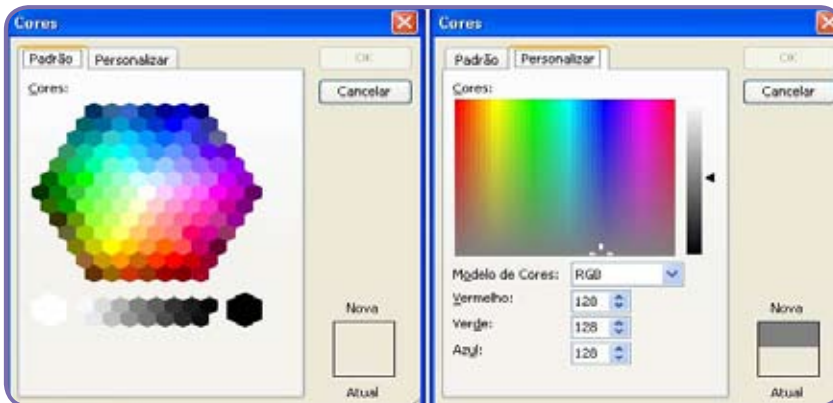 Cores
Padrão Personalizar
Cores:
OK
Cancelar
Nova
Atual
Cores
Padrão Personalizar
Cores:
OK
Cancelar
Modelo de Cores: RGB
Vermelho: 128
Verde: 128
Azul: 128
Nova
Atual